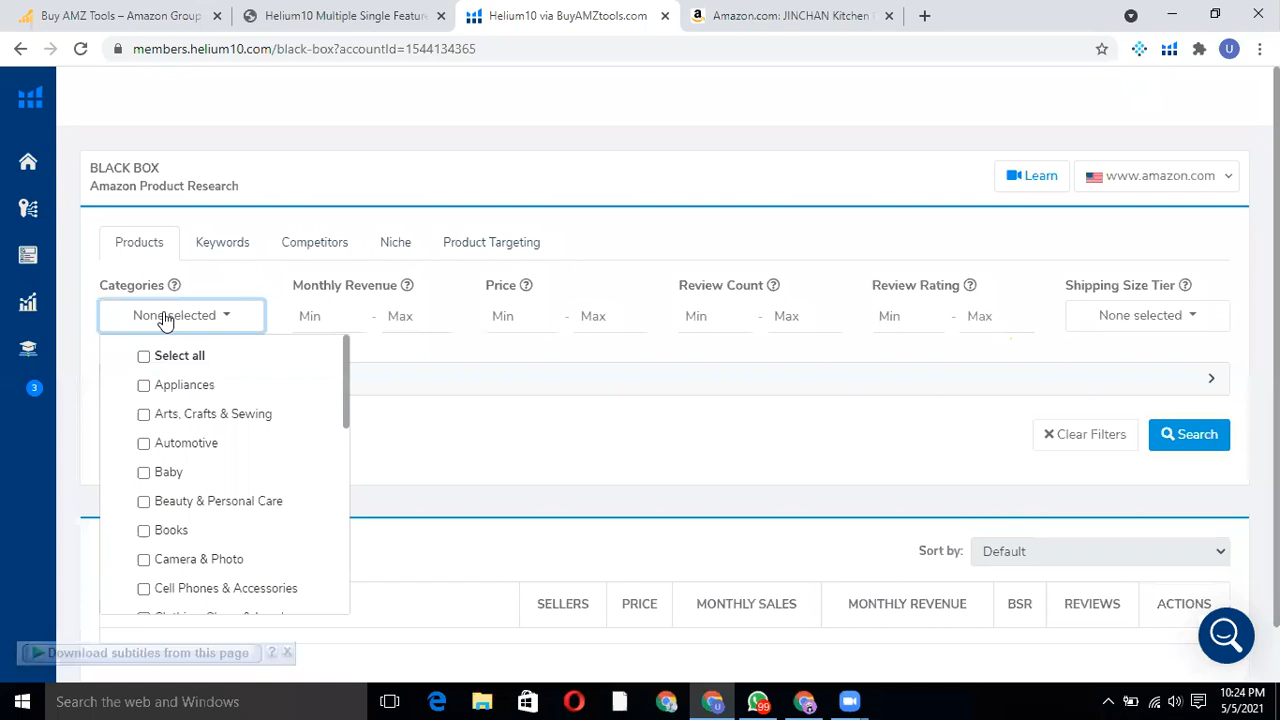 Buy AMZ Tools – Amazon Group
Helium10 Multiple Single Featur
Helium10 via BuyAMZtools.com
Amazon.com: JINCHAN Kitchen
members.helium10.com/black-box?accountId=1544134365
U
BLACK BOX
Amazon Product Research
Learn
www.amazon.com
Products
Keywords
Competitors
Niche
Product Targeting
Categories
Monthly Revenue
Price
Review Count
Review Rating
Shipping Size Tier
None selected
Min - Max
Min - Max
Min - Max
Min - Max
None selected
Select all
Appliances
Arts, Crafts & Sewing
Automotive
Baby
Beauty & Personal Care
Books
Camera & Photo
Cell Phones & Accessories
3
Clear Filters
Search
Sort by:
Default
SELLERS
PRICE
MONTHLY SALES
MONTHLY REVENUE
BSR
REVIEWS
ACTIONS
Download subtitles from this page
? X
Search the web and Windows
99
10:24 PM
5/5/2021